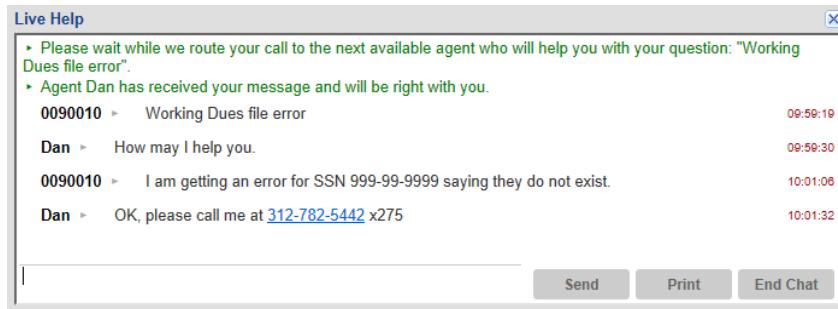 Live Help
‣ Please wait while we route your call to the next available agent who will help you with your question: "Working
Dues file error".
‣ Agent Dan has received your message and will be right with you.
0090010 ▸ Working Dues file error 09:59:19
Dan ▸ How may I help you. 09:59:30
0090010 ▸ I am getting an error for SSN 999-99-9999 saying they do not exist. 10:01:06
Dan ▸ OK, please call me at 312-782-5442 x275 10:01:32
Send Print End Chat